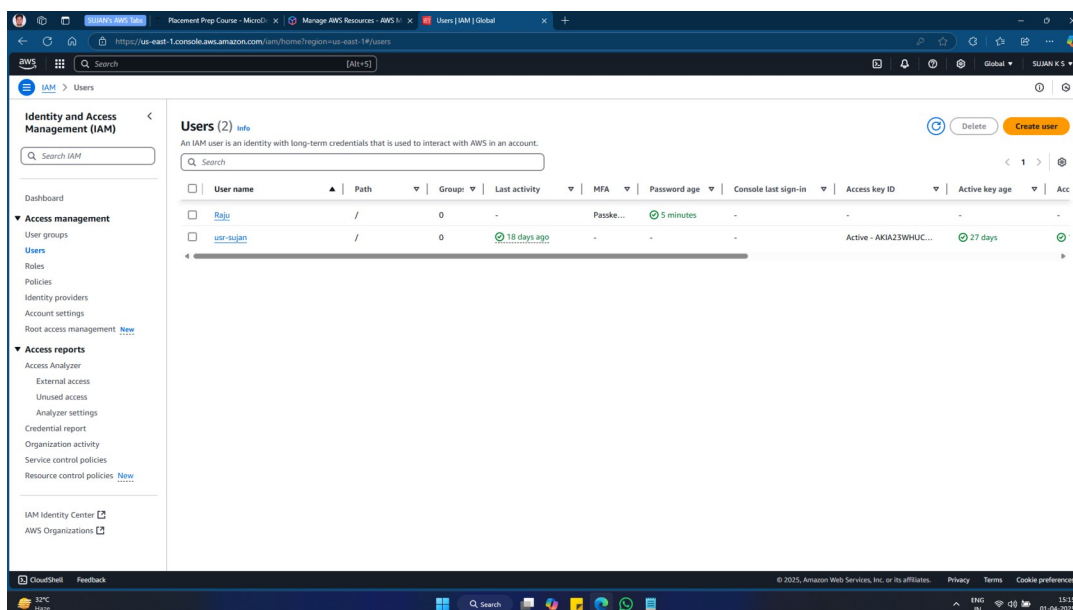 SUJAN's AWS Tabs
Placement Prep Course - MicroD
Manage AWS Resources - AWS M
Users | IAM | Global
https://us-east-1.console.aws.amazon.com/iam/home?region=us-east-1#/users
aws
Search [Alt+S]
Global
SUJAN K S
IAM > Users
Identity and Access Management (IAM)
Search IAM
Dashboard
Access management
User groups
Users
Roles
Policies
Identity providers
Account settings
Root access management New
Access reports
Access Analyzer
External access
Unused access
Analyzer settings
Credential report
Organization activity
Service control policies
Resource control policies New
IAM Identity Center
AWS Organizations
Users (2) Info
Delete
Create user
An IAM user is an identity with long-term credentials that is used to interact with AWS in an account.
Search
1
User name Path Group: Last activity MFA Password age Console last sign-in Access key ID Active key age Acc
Raju / 0 - Passke... 5 minutes - - - -
usr-sujan / 0 18 days ago - - - Active - AKIA23WHUC... 27 days
CloudShell Feedback
© 2025, Amazon Web Services, Inc. or its affiliates. Privacy Terms Cookie preferences
32°C
Haze
Search
ENG
IN